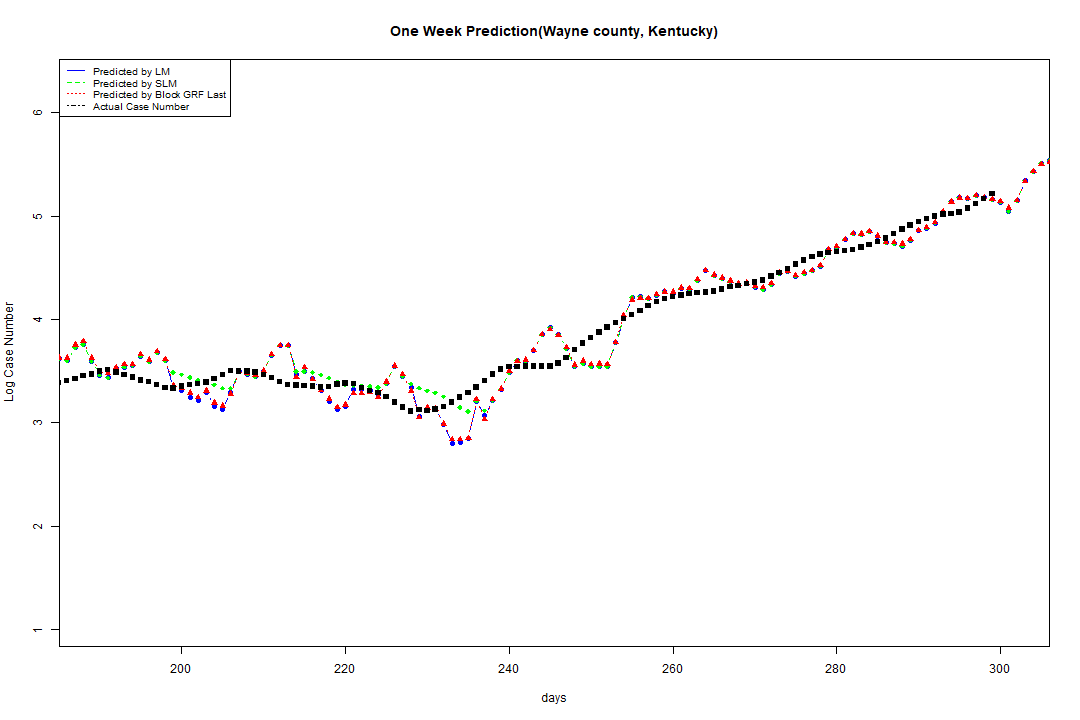 One Week Prediction(Wayne county, Kentucky)
Predicted by LM
Predicted by SLM
Predicted by Block GRF Last
Actual Case Number
6
5
4
3
2
1
Log Case Number
200 220 240 260 280 300
days